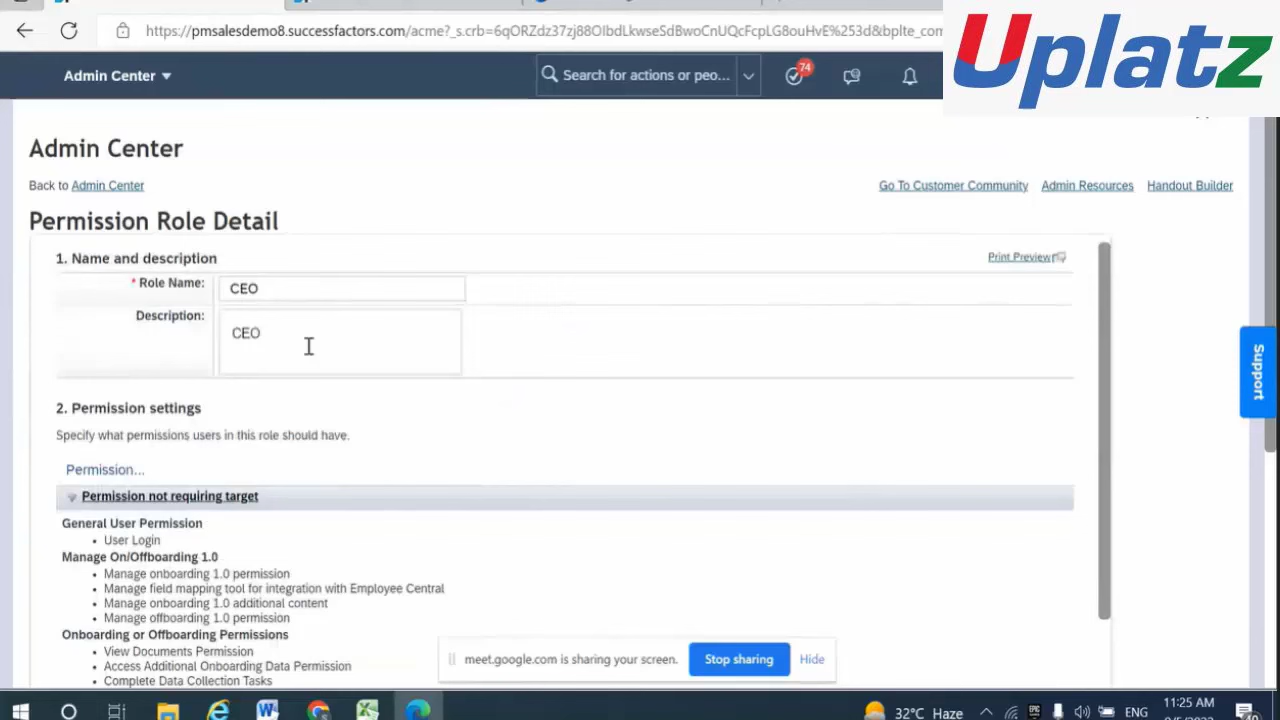 https://pmsalesdemo8.successfactors.com/acme?_s.crb=6qORZdz37zj88OIbdLkwseSdBwoCnUQcFcpLG8ouHvE%253d&bplte_com
Uplatz
Admin Center
Search for actions or peo...
74
Admin Center
Back to Admin Center
Go To Customer Community
Admin Resources
Handout Builder
Permission Role Detail
1. Name and description
Print Preview
* Role Name:
CEO
Description:
CEO
Support
2. Permission settings
Specify what permissions users in this role should have.
Permission...
Permission not requiring target
General User Permission
• User Login
Manage On/Offboarding 1.0
• Manage onboarding 1.0 permission
• Manage field mapping tool for integration with Employee Central
• Manage onboarding 1.0 additional content
• Manage offboarding 1.0 permission
Onboarding or Offboarding Permissions
• View Documents Permission
• Access Additional Onboarding Data Permission
• Complete Data Collection Tasks
meet.google.com is sharing your screen.
Stop sharing
Hide
32°C Haze
ENG
11:25 AM